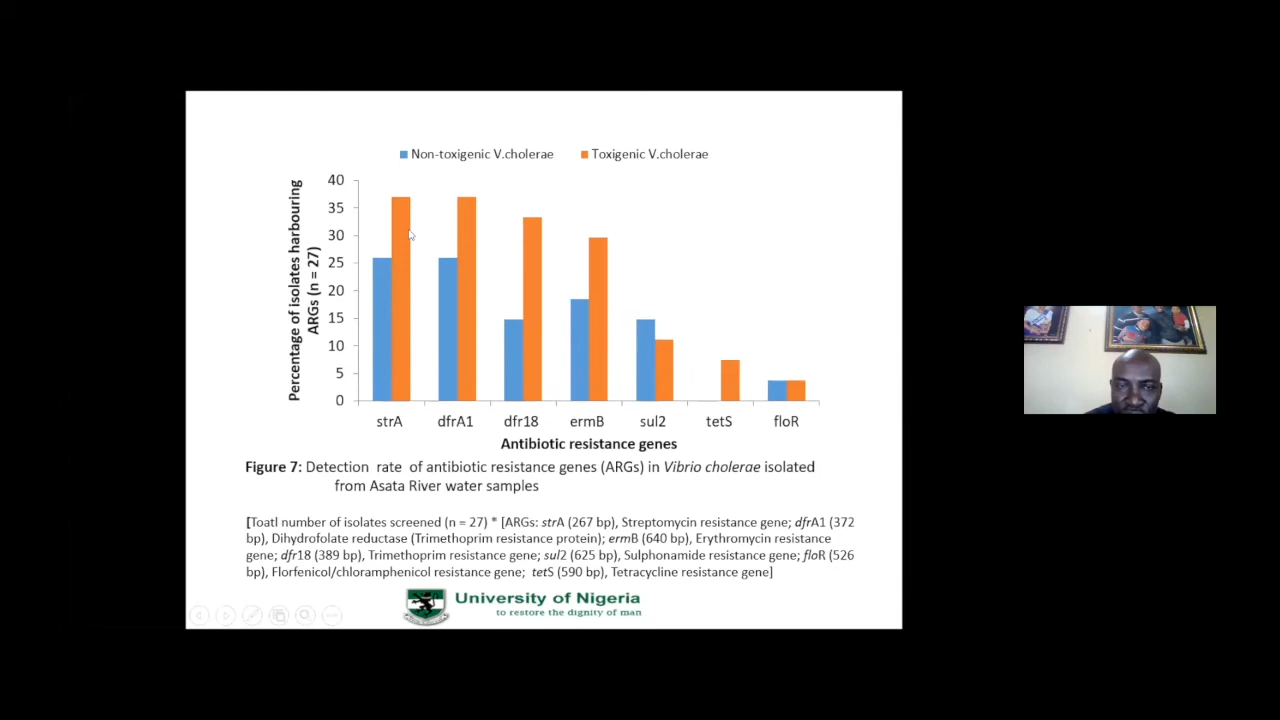 Non-toxigenic V.cholerae Toxigenic V.cholerae
Percentage of isolates harbouring
ARGs (n = 27)
40
35
30
25
20
15
10
5
0
strA dfrA1 dfr18 ermB sul2 tetS floR
Antibiotic resistance genes
Figure 7: Detection rate of antibiotic resistance genes (ARGs) in Vibrio cholerae isolated
from Asata River water samples
[Toatl number of isolates screened (n = 27) * [ARGs: strA (267 bp), Streptomycin resistance gene; dfrA1 (372
bp), Dihydrofolate reductase (Trimethoprim resistance protein); ermB (640 bp), Erythromycin resistance
gene; dfr18 (389 bp), Trimethoprim resistance gene; sul2 (625 bp), Sulphonamide resistance gene; floR (526
bp), Florfenicol/chloramphenicol resistance gene; tetS (590 bp), Tetracycline resistance gene]
University of Nigeria
to restore the dignity of man